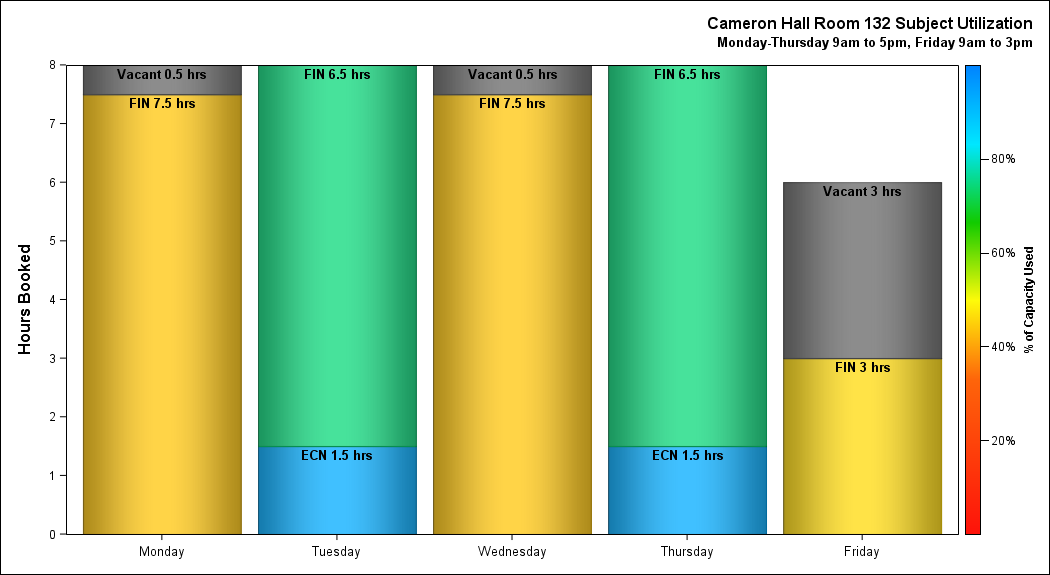 Cameron Hall Room 132 Subject Utilization
Monday-Thursday 9am to 5pm, Friday 9am to 3pm
Hours Booked
8
7
6
5
4
3
2
1
0
Vacant 0.5 hrs
FIN 7.5 hrs
FIN 6.5 hrs
ECN 1.5 hrs
Vacant 0.5 hrs
FIN 7.5 hrs
FIN 6.5 hrs
ECN 1.5 hrs
Vacant 3 hrs
FIN 3 hrs
Monday
Tuesday
Wednesday
Thursday
Friday
80%
60%
40%
20%
% of Capacity Used